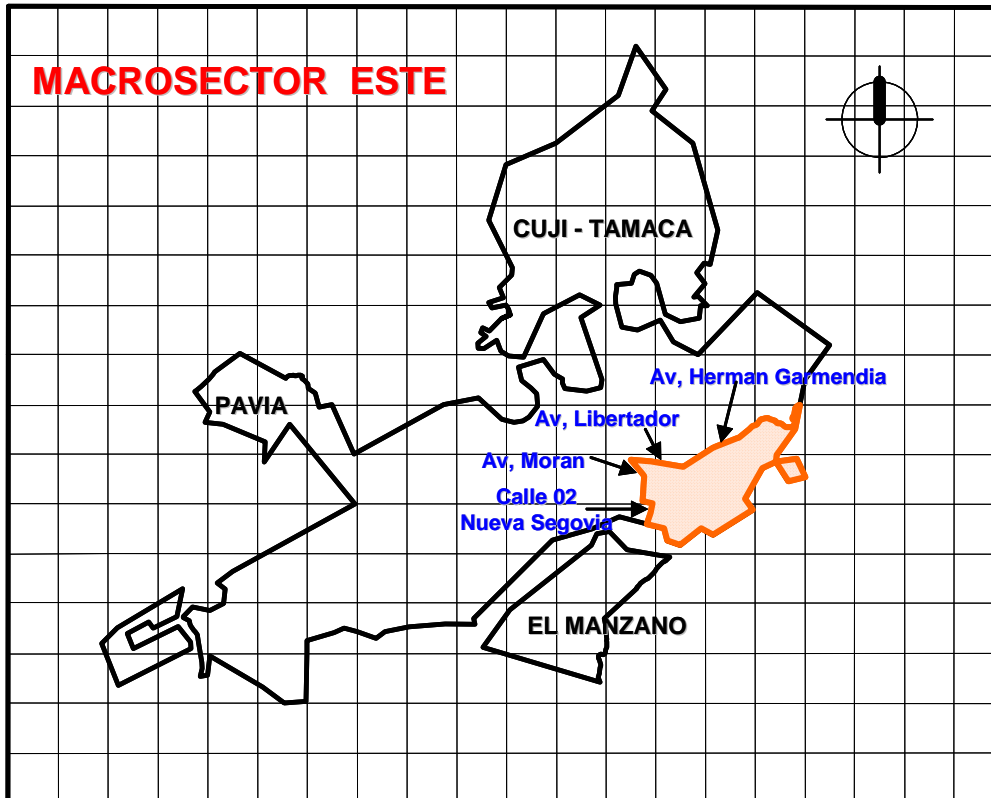 MACROSECTOR ESTE
CUJI - TAMACA
Av, Herman Garmendia
PAVIA
Av, Libertador
Av, Moran
Calle 02
Nueva Segovia
EL MANZANO